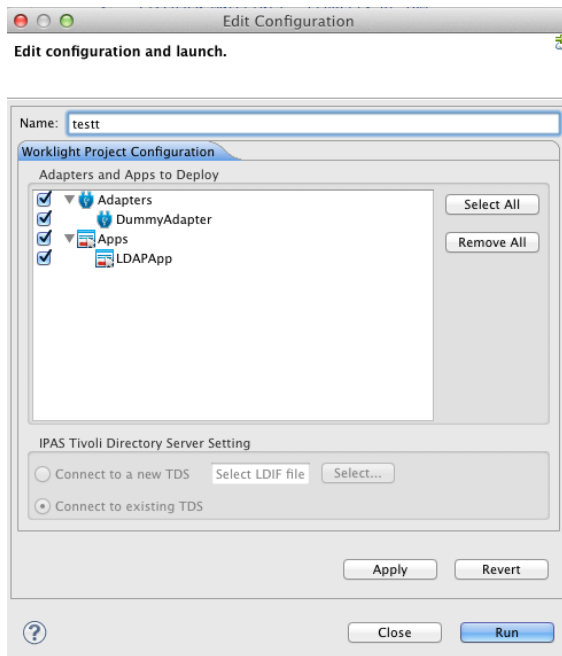 Edit Configuration
Edit configuration and launch.
Name: testt
Worklight Project Configuration
Adapters and Apps to Deploy
Adapters
DummyAdapter
Apps
LDAPApp
Select All
Remove All
IPAS Tivoli Directory Server Setting
Connect to a new TDS Select LDIF file Select...
Connect to existing TDS
Apply Revert
? Close Run